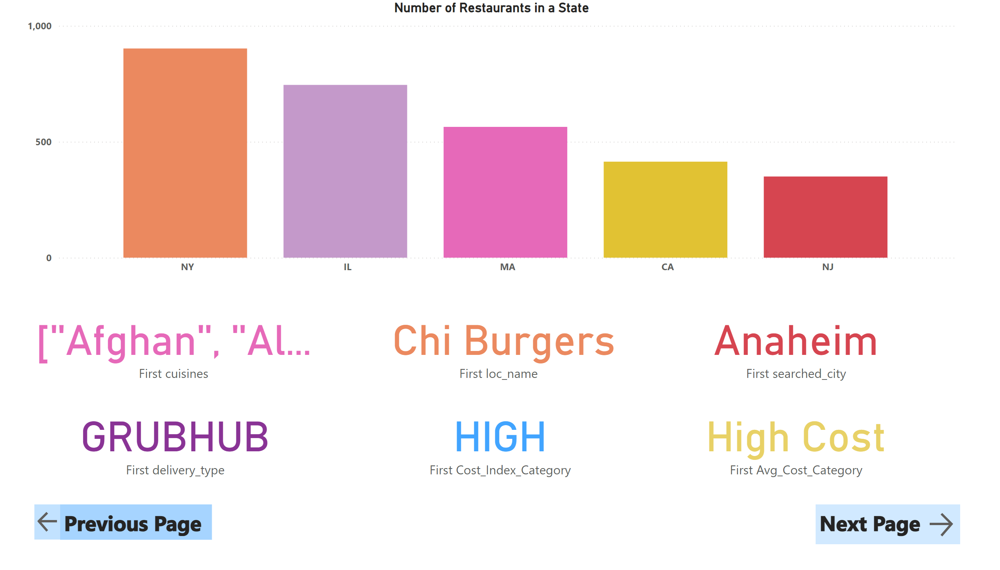 Number of Restaurants in a State
1,000
500
0
NY
IL
MA
CA
NJ
["Afghan", "Al...
First cuisines
Chi Burgers
First loc_name
Anaheim
First searched_city
GRUBHUB
First delivery_type
HIGH
First Cost_Index_Category
High Cost
First Avg_Cost_Category
Previous Page
Next Page